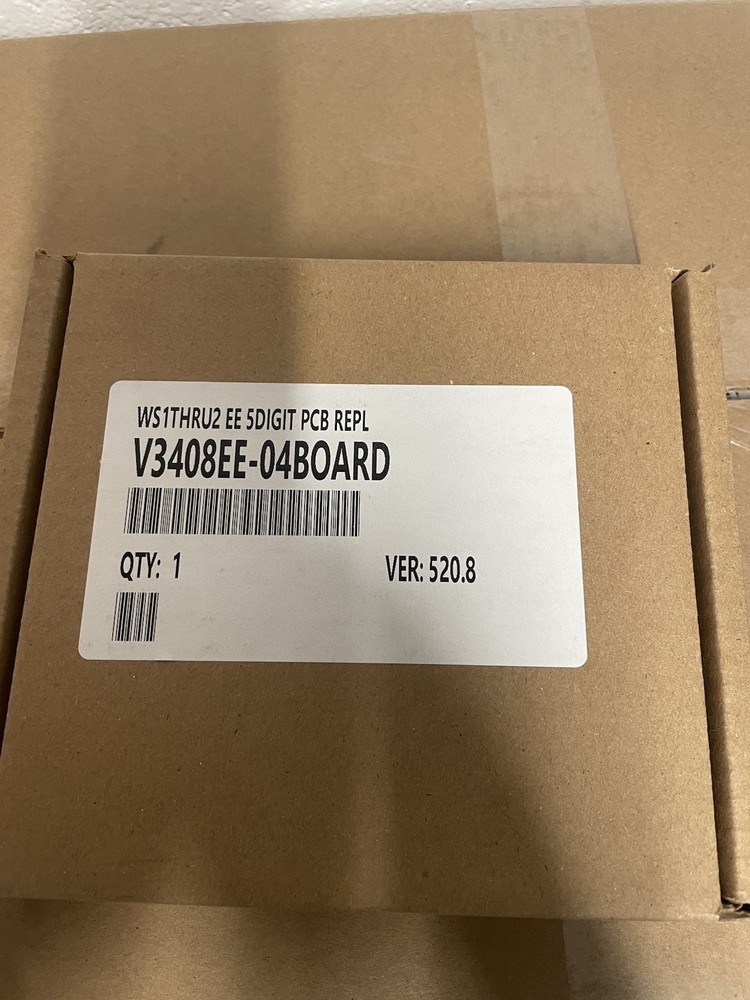 WS1THRU2 EE 5DIGIT PCB REPL
V3408EE-04BOARD
QTY: 1 VER: 520.8